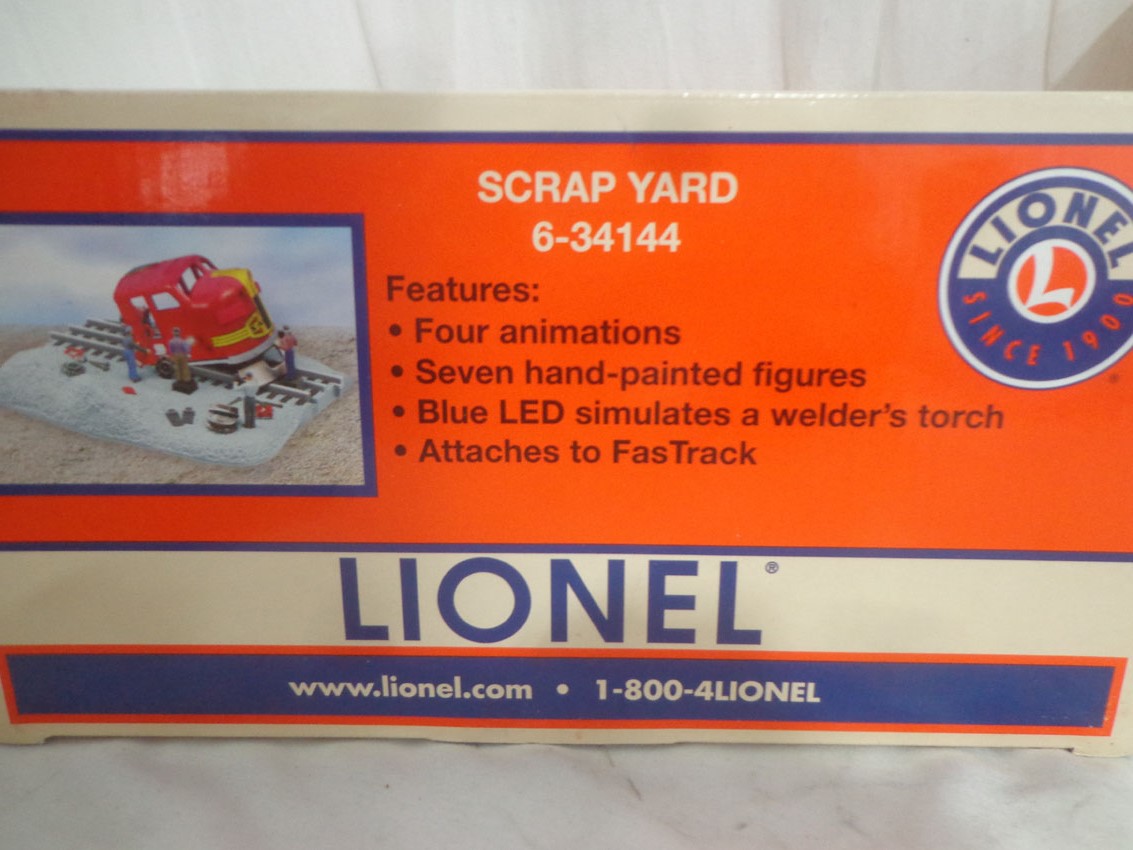 SCRAP YARD
6-34144
Features:
• Four animations
• Seven hand-painted figures
• Blue LED simulates a welder's torch
• Attaches to FasTrack
LIONEL
L
SINCE 1900
®
LIONEL®
www.lionel.com • 1-800-4LIONEL